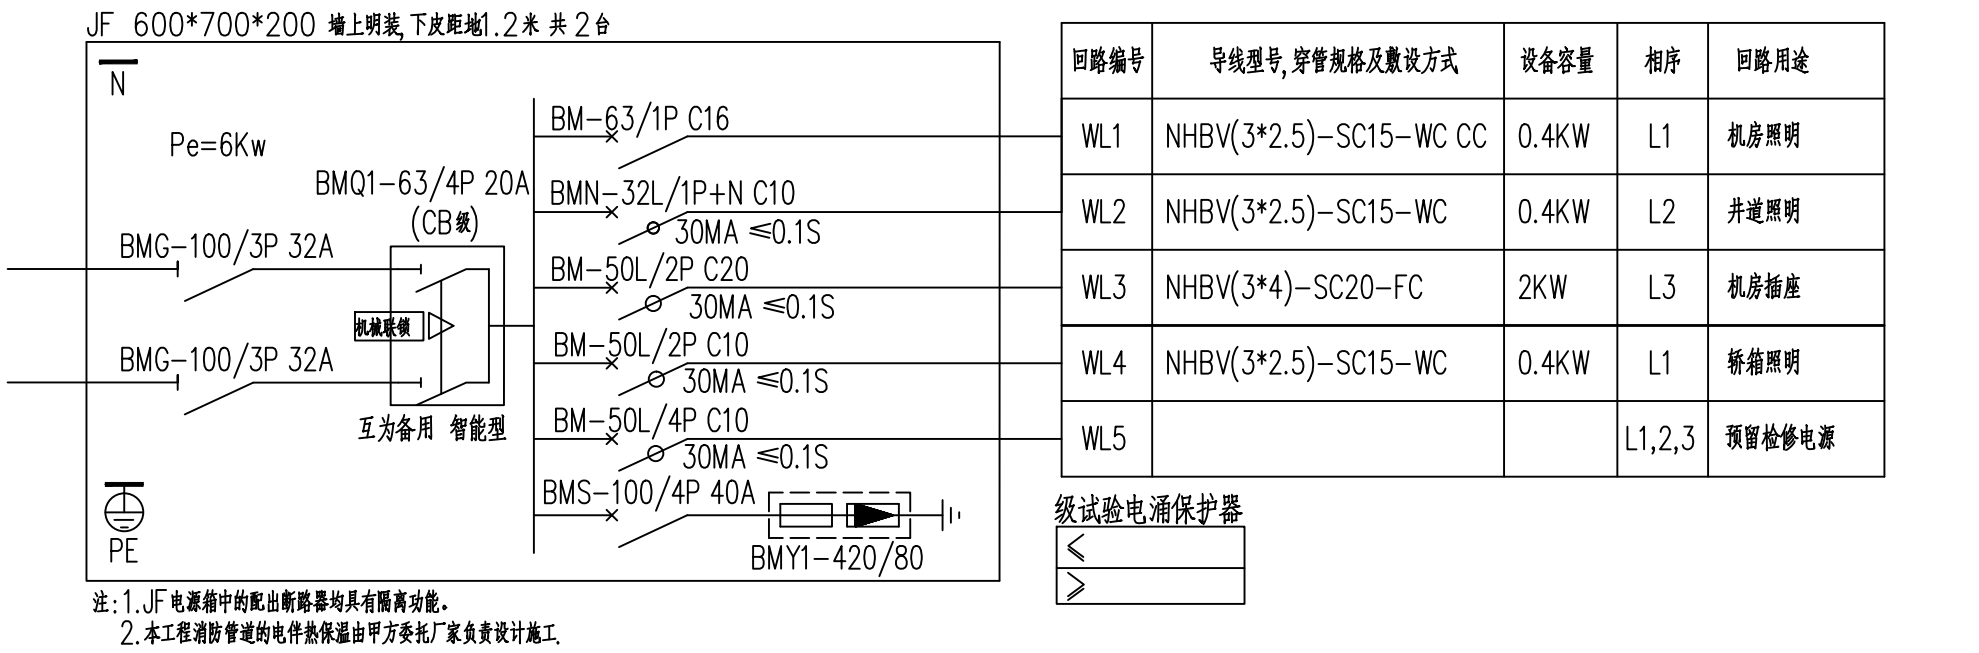 JF 600*700*200 墙上明装,下皮距地1.2米 共2台
N
Pe=6Kw
BMQ1-63/4P 20A
(CB级)
BMG-100/3P 32A
机械联锁
BMG-100/3P 32A
互为备用 智能型
PE
BM-63/1P C16
BMN-32L/1P+N C10
30MA ≤0.1S
BM-50L/2P C20
30MA ≤0.1S
BM-50L/2P C10
30MA ≤0.1S
BM-50L/4P C10
30MA ≤0.1S
BMS-100/4P 40A
BMY1-420/80
回路编号 导线型号,穿管规格及敷设方式 设备容量 相序 回路用途
WL1 NHBV(3*2.5)-SC15-WC CC 0.4KW L1 机房照明
WL2 NHBV(3*2.5)-SC15-WC 0.4KW L2 井道照明
WL3 NHBV(3*4)-SC20-FC 2KW L3 机房插座
WL4 NHBV(3*2.5)-SC15-WC 0.4KW L1 轿箱照明
WL5 L1,2,3 预留检修电源
级试验电涌保护器
≤
≥
注:1.JF电源箱中的配出断路器均具有隔离功能。
2.本工程消防管道的电伴热保温由甲方委托厂家负责设计施工.